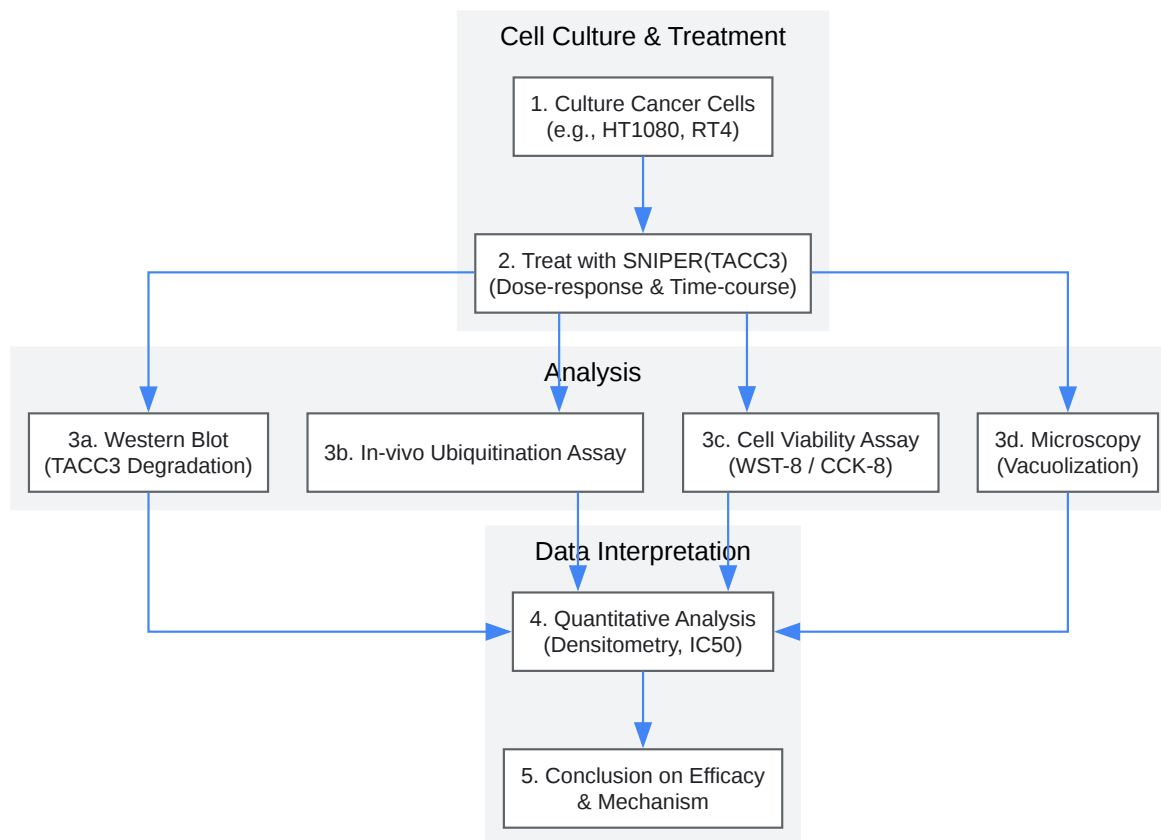 Cell Culture & Treatment
1. Culture Cancer Cells
(e.g., HT1080, RT4)
2. Treat with SNIPER(TACC3)
(Dose-response & Time-course)
Analysis
3a. Western Blot
(TACC3 Degradation)
3b. In-vivo Ubiquitination Assay
3c. Cell Viability Assay
(WST-8 / CCK-8)
3d. Microscopy
(Vacuolization)
Data Interpretation
4. Quantitative Analysis
(Densitometry, IC50)
5. Conclusion on Efficacy
& Mechanism